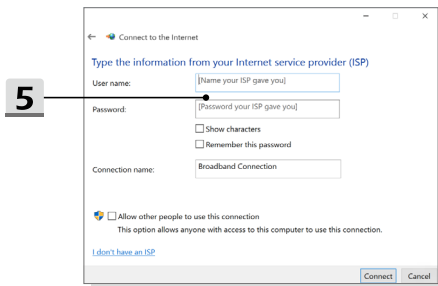 Connect to the Internet
Type the information from your Internet service provider (ISP)
User name: [Name your ISP gave you]
5
Password: [Password your ISP gave you]
Show characters
Remember this password
Connection name: Broadband Connection
Allow other people to use this connection
This option allows anyone with access to this computer to use this connection.
I don't have an ISP
Connect Cancel